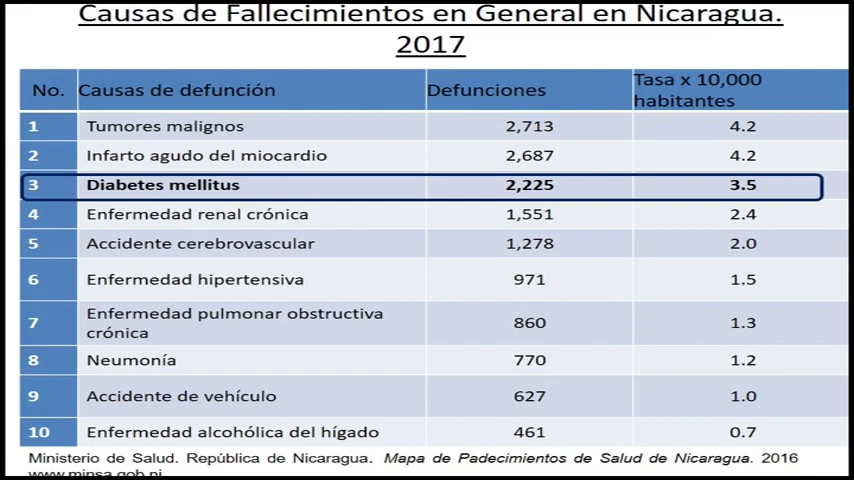 Causas de Fallecimientos en General en Nicaragua.
2017
No. Causas de defunción Defunciones Tasa x 10,000 habitantes
1 Tumores malignos 2,713 4.2
2 Infarto agudo del miocardio 2,687 4.2
3 Diabetes mellitus 2,225 3.5
4 Enfermedad renal crónica 1,551 2.4
5 Accidente cerebrovascular 1,278 2.0
6 Enfermedad hipertensiva 971 1.5
7 Enfermedad pulmonar obstructiva crónica 860 1.3
8 Neumonía 770 1.2
9 Accidente de vehículo 627 1.0
10 Enfermedad alcohólica del hígado 461 0.7
Ministerio de Salud. República de Nicaragua. Mapa de Padecimientos de Salud de Nicaragua. 2016
www.minsa.gob.ni